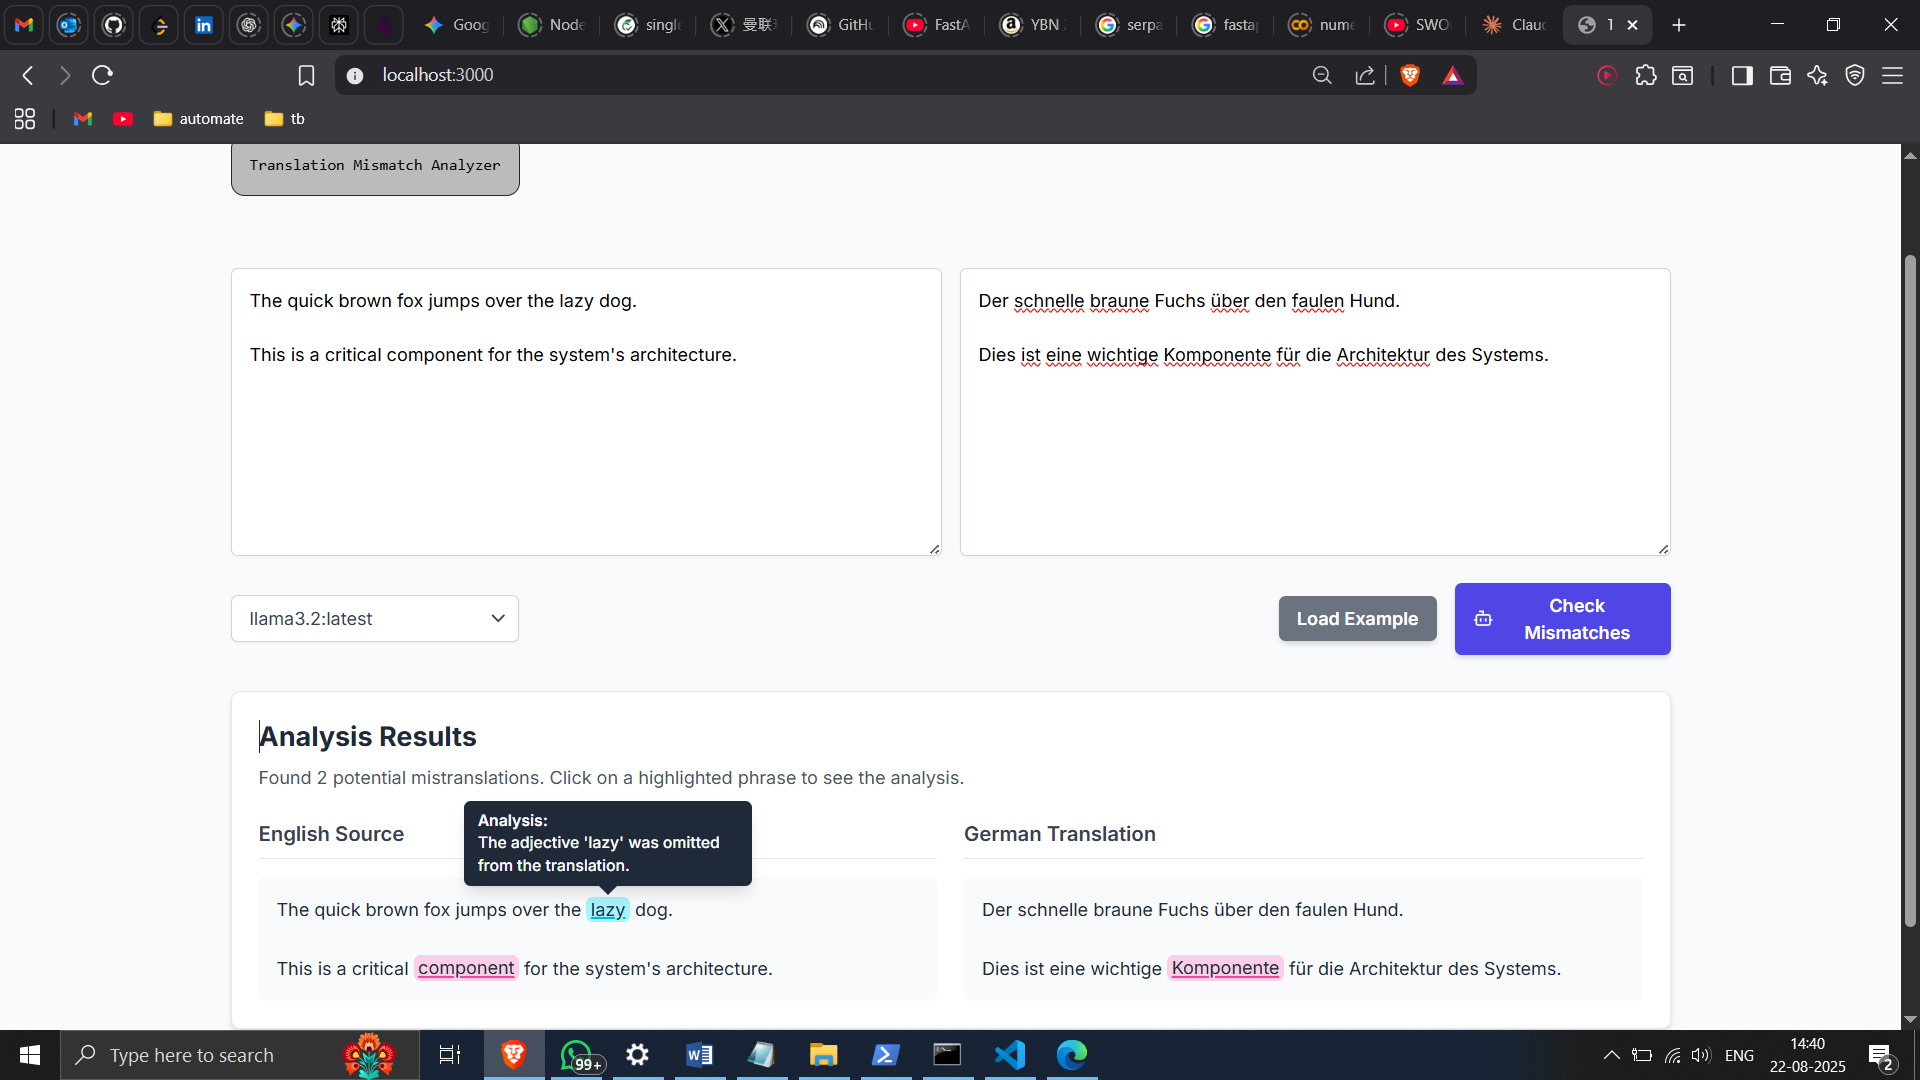 Goog
Node
single
X
曼联
GitHu
FastA
YBN
serpa
fasta
nume
SWO
Clau
1
localhost:3000
automate
tb
Translation Mismatch Analyzer
The quick brown fox jumps over the lazy dog.
This is a critical component for the system's architecture.
Der schnelle braune Fuchs über den faulen Hund.
Dies ist eine wichtige Komponente für die Architektur des Systems.
llama3.2:latest
Load Example
Check
Mismatches
Analysis Results
Found 2 potential mistranslations. Click on a highlighted phrase to see the analysis.
Analysis:
The adjective 'lazy' was omitted
from the translation.
English Source
German Translation
The quick brown fox jumps over the lazy dog.
Der schnelle braune Fuchs über den faulen Hund.
This is a critical component for the system's architecture.
Dies ist eine wichtige Komponente für die Architektur des Systems.
Type here to search
99+
ENG
14:40
22-08-2025
2